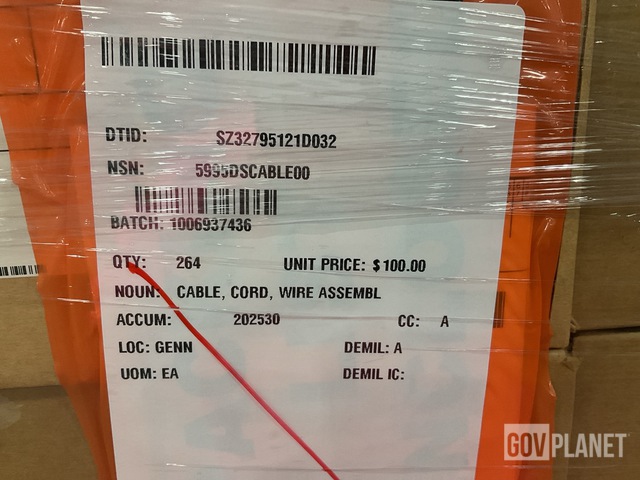 DTID: SZ32795121D032
NSN: 5995DSCABLE00
BATCH: 1006937436
QTY: 264 UNIT PRICE: $100.00
NOUN: CABLE, CORD, WIRE ASSEMBL
ACCUM: 202530 CC: A
LOC: GENN DEMIL: A
UOM: EA DEMIL IC:
GOVPLANET